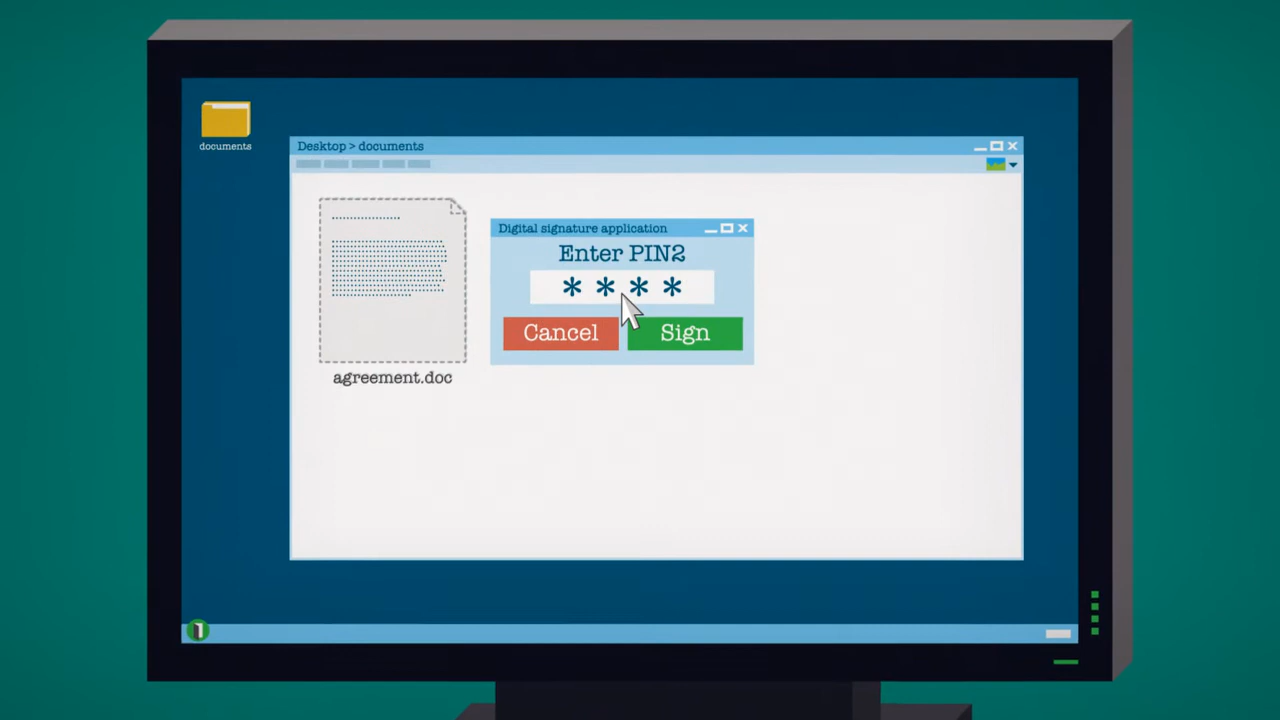 documents
Desktop > documents
Digital signature application
Enter PIN2
* * * *
Cancel
Sign
agreement.doc